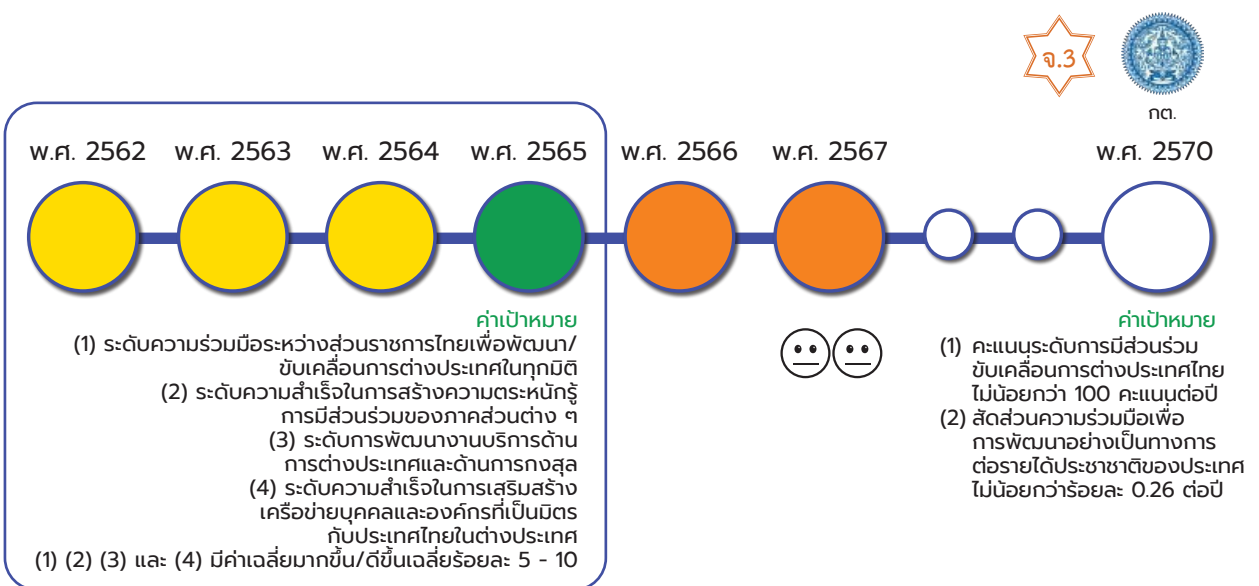 จ.3
กต.
พ.ศ. 2562 พ.ศ. 2563 พ.ศ. 2564 พ.ศ. 2565 พ.ศ. 2566 พ.ศ. 2567 พ.ศ. 2570
ค่าเป้าหมาย
(1) ระดับความร่วมมือระหว่างส่วนราชการไทยเพื่อพัฒนา/
ขับเคลื่อนการต่างประเทศในทุกมิติ
(2) ระดับความสำเร็จในการสร้างความตระหนักรู้
การมีส่วนร่วมของภาคส่วนต่าง ๆ
(3) ระดับการพัฒนางานบริการด้าน
การต่างประเทศและด้านการกงสุล
(4) ระดับความสำเร็จในการเสริมสร้าง
เครือข่ายบุคคลและองค์กรที่เป็นมิตร
กับประเทศไทยในต่างประเทศ
(1) (2) (3) และ (4) มีค่าเฉลี่ยมากขึ้น/ดีขึ้นเฉลี่ยร้อยละ 5 - 10
ค่าเป้าหมาย
(1) คะแนนระดับการมีส่วนร่วม
ขับเคลื่อนการต่างประเทศไทย
ไม่น้อยกว่า 100 คะแนนต่อปี
(2) สัดส่วนความร่วมมือเพื่อ
การพัฒนาอย่างเป็นทางการ
ต่อรายได้ประชาชาติของประเทศ
ไม่น้อยกว่าร้อยละ 0.26 ต่อปี